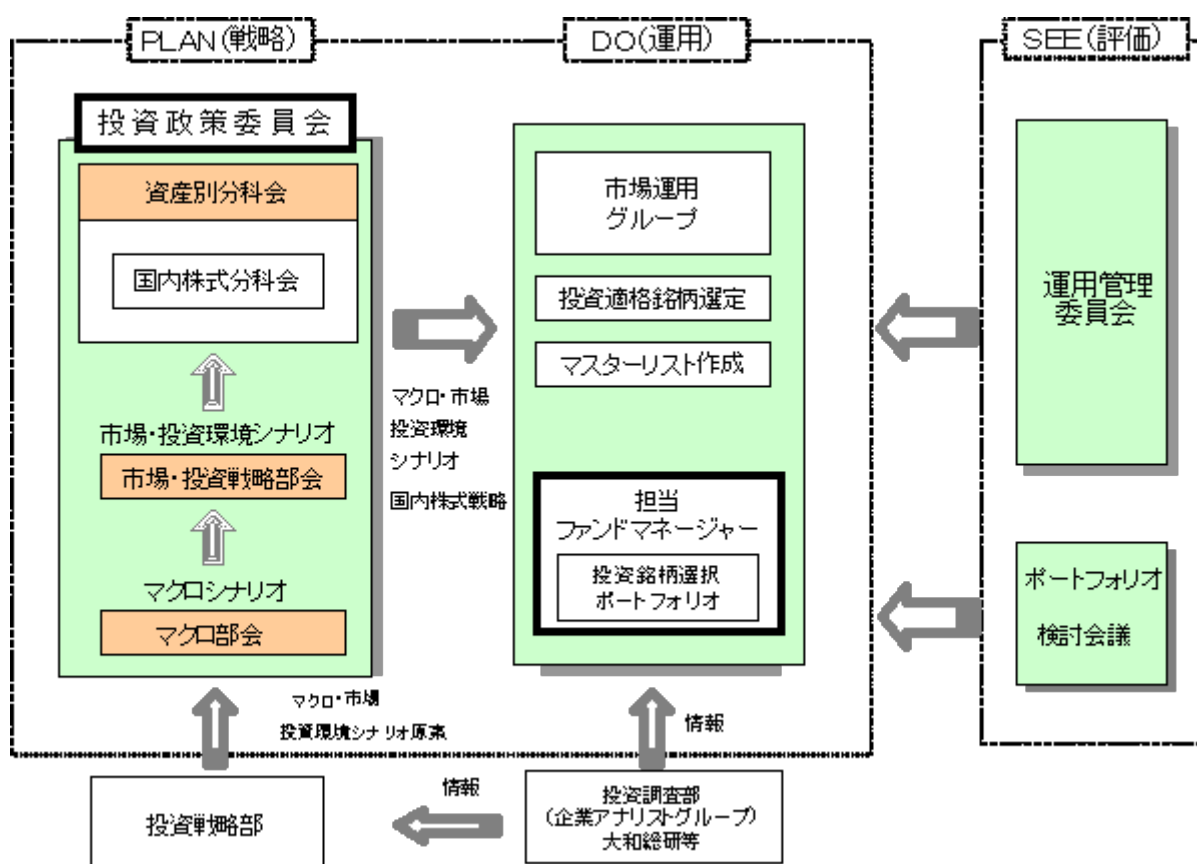 PLAN(戦略)
投資政策委員会
資産別分科会
国内株式分科会
市場・投資環境シナリオ
市場・投資戦略部会
マクロシナリオ
マクロ部会
マクロ・市場
投資環境シナリオ原案
投資戦略部
マクロ・市場
投資環境
シナリオ
国内株式戦略
DO(運用)
市場運用
グループ
投資適格銘柄選定
マスターリスト作成
担当
ファンドマネージャー
投資銘柄選択
ポートフォリオ
情報
情報
投資調査部
(企業アナリストグループ)
大和総研等
SEE(評価)
運用管理
委員会
ポートフォリオ
検討会議